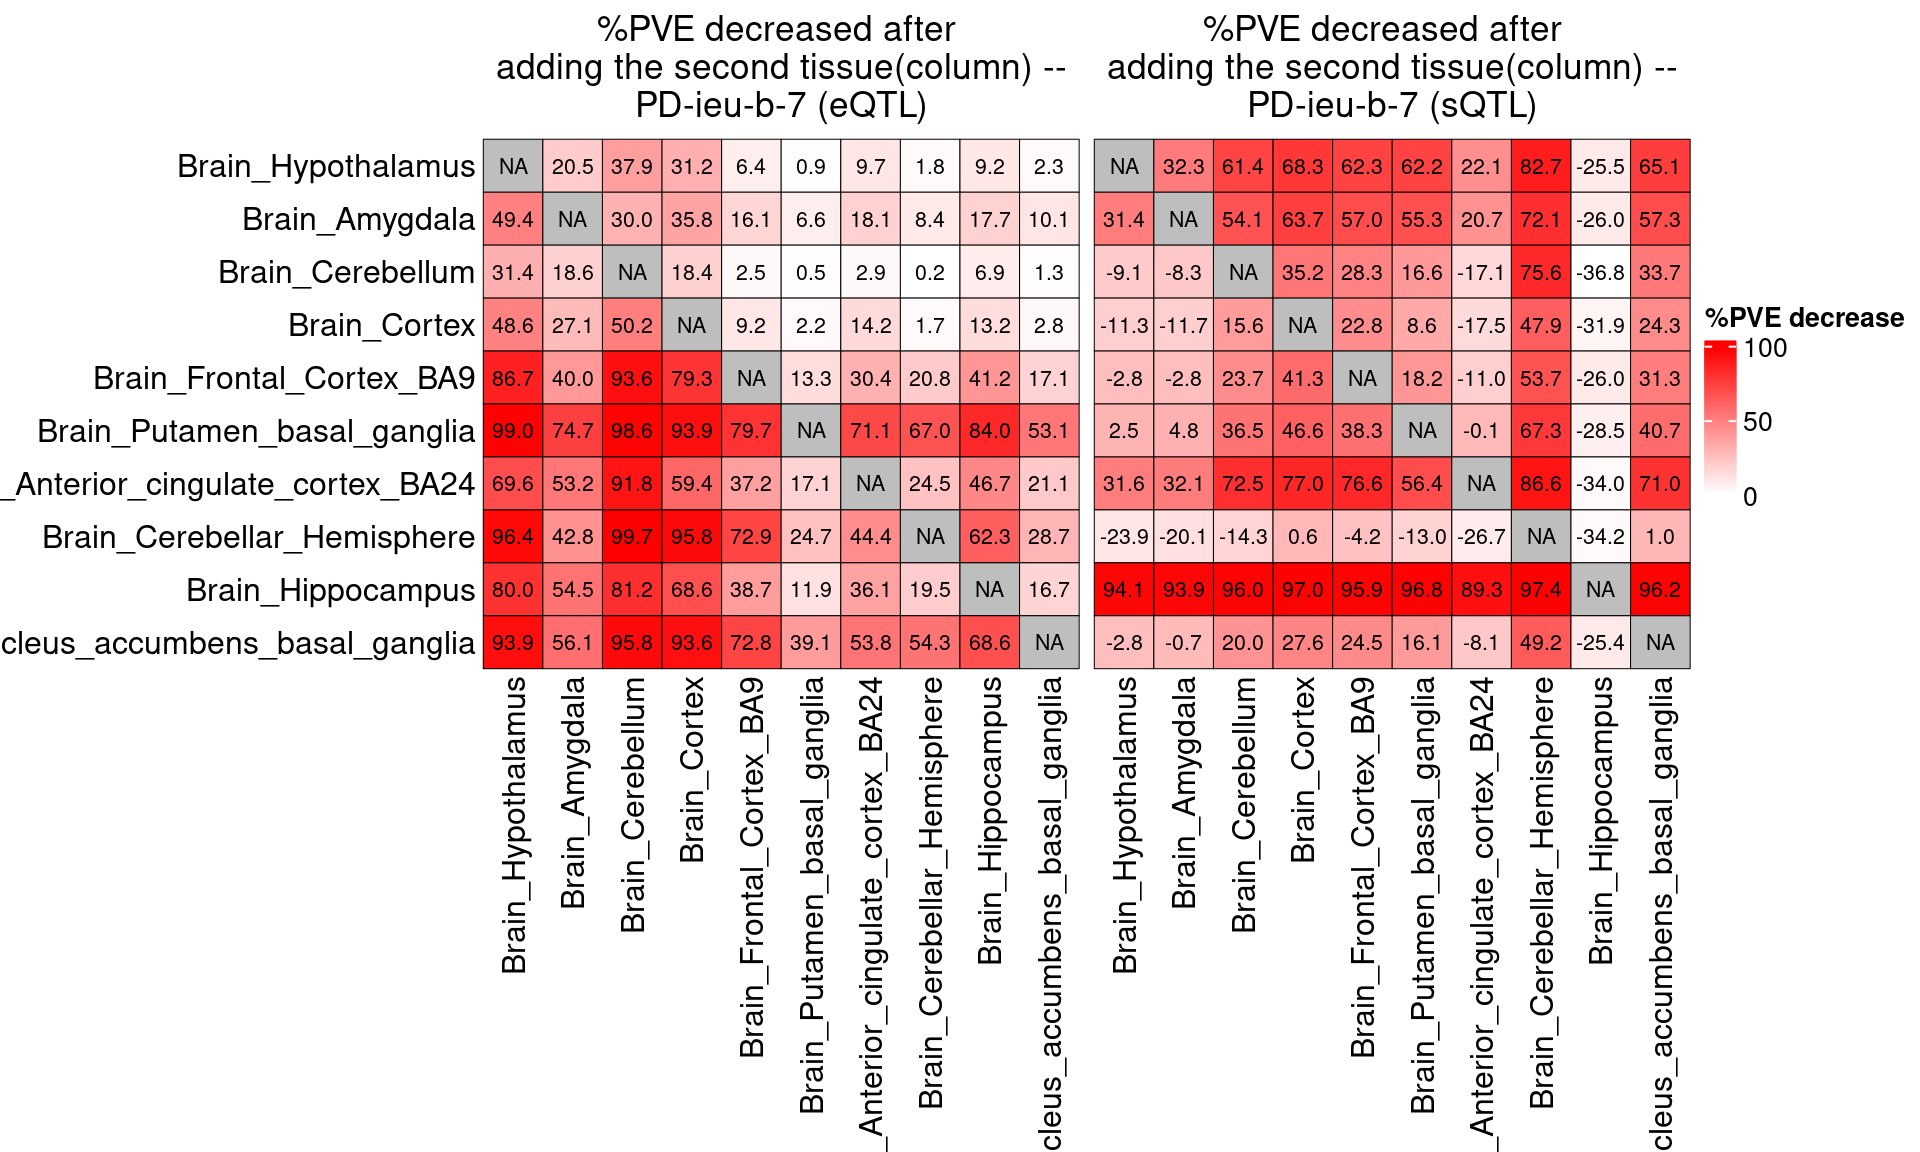 %PVE decreased after
adding the second tissue(column) --
PD-ieu-b-7 (eQTL)
%PVE decreased after
adding the second tissue(column) --
PD-ieu-b-7 (sQTL)
Brain_Hypothalamus NA 20.5 37.9 31.2 6.4 0.9 9.7 1.8 9.2 2.3 NA 32.3 61.4 68.3 62.3 62.2 22.1 82.7 -25.5 65.1
Brain_Amygdala 49.4 NA 30.0 35.8 16.1 6.6 18.1 8.4 17.7 10.1 31.4 NA 54.1 63.7 57.0 55.3 20.7 72.1 -26.0 57.3
Brain_Cerebellum 31.4 18.6 NA 18.4 2.5 0.5 2.9 0.2 6.9 1.3 -9.1 -8.3 NA 35.2 28.3 16.6 -17.1 75.6 -36.8 33.7
Brain_Cortex 48.6 27.1 50.2 NA 9.2 2.2 14.2 1.7 13.2 2.8 -11.3 -11.7 15.6 NA 22.8 8.6 -17.5 47.9 -31.9 24.3
Brain_Frontal_Cortex_BA9 86.7 40.0 93.6 79.3 NA 13.3 30.4 20.8 41.2 17.1 -2.8 -2.8 23.7 41.3 NA 18.2 -11.0 53.7 -26.0 31.3
Brain_Putamen_basal_ganglia 99.0 74.7 98.6 93.9 79.7 NA 71.1 67.0 84.0 53.1 2.5 4.8 36.5 46.6 38.3 NA -0.1 67.3 -28.5 40.7
_Anterior_cingulate_cortex_BA24 69.6 53.2 91.8 59.4 37.2 17.1 NA 24.5 46.7 21.1 31.6 32.1 72.5 77.0 76.6 56.4 NA 86.6 -34.0 71.0
Brain_Cerebellar_Hemisphere 96.4 42.8 99.7 95.8 72.9 24.7 44.4 NA 62.3 28.7 -23.9 -20.1 -14.3 0.6 -4.2 -13.0 -26.7 NA -34.2 1.0
Brain_Hippocampus 80.0 54.5 81.2 68.6 38.7 11.9 36.1 19.5 NA 16.7 94.1 93.9 96.0 97.0 95.9 96.8 89.3 97.4 NA 96.2
cleus_accumbens_basal_ganglia 93.9 56.1 95.8 93.6 72.8 39.1 53.8 54.3 68.6 NA -2.8 -0.7 20.0 27.6 24.5 16.1 -8.1 49.2 -25.4 NA
Brain_Hypothalamus
Brain_Amygdala
Brain_Cerebellum
Brain_Cortex
Brain_Frontal_Cortex_BA9
Brain_Putamen_basal_ganglia
_Anterior_cingulate_cortex_BA24
Brain_Cerebellar_Hemisphere
Brain_Hippocampus
cleus_accumbens_basal_ganglia
Brain_Hypothalamus
Brain_Amygdala
Brain_Cerebellum
Brain_Cortex
Brain_Frontal_Cortex_BA9
Brain_Putamen_basal_ganglia
_Anterior_cingulate_cortex_BA24
Brain_Cerebellar_Hemisphere
Brain_Hippocampus
cleus_accumbens_basal_ganglia
%PVE decrease
100
50
0